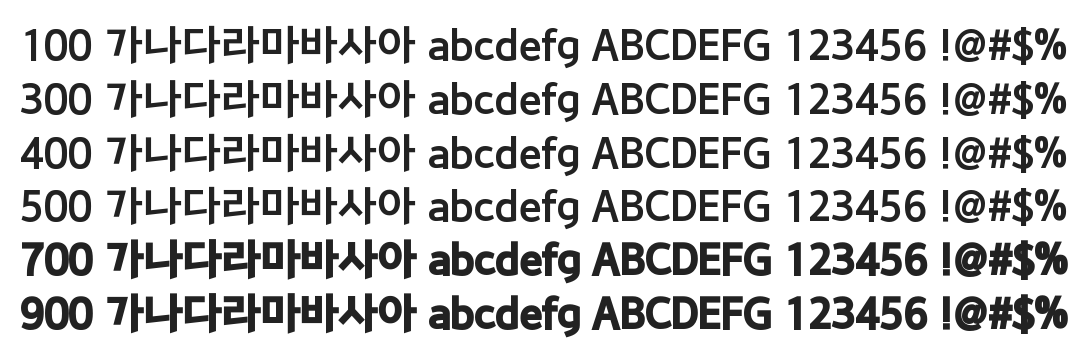 100 가나다라마바사아 abcdefg ABCDEFG 123456 !@#$%
300 가나다라마바사아 abcdefg ABCDEFG 123456 !@#$%
400 가나다라마바사아 abcdefg ABCDEFG 123456 !@#$%
500 가나다라마바사아 abcdefg ABCDEFG 123456 !@#$%
700 가나다라마바사아 abcdefg ABCDEFG 123456 !@#$%
900 가나다라마바사아 abcdefg ABCDEFG 123456 !@#$%